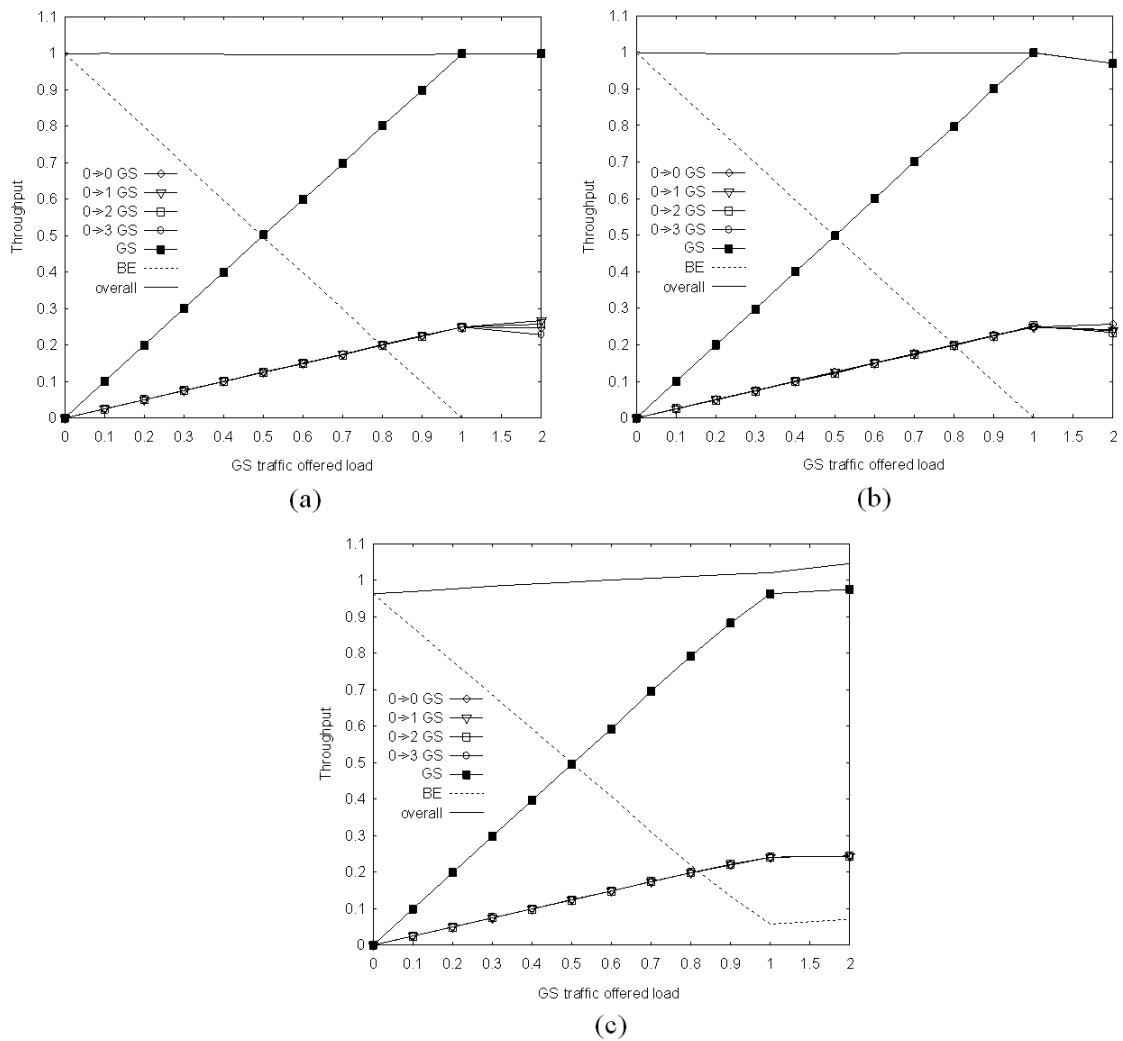 1.1
1
0.9
0.8
0.7
0.6
0.5
0.4
0.3
0.2
0.1
0
Throughput
0→0 GS
0→1 GS
0→2 GS
0→3 GS
GS
BE
overall
0 0.1 0.2 0.3 0.4 0.5 0.6 0.7 0.8 0.9 1 1.5 2
GS traffic offered load
(a)
1.1
1
0.9
0.8
0.7
0.6
0.5
0.4
0.3
0.2
0.1
0
Throughput
0→0 GS
0→1 GS
0→2 GS
0→3 GS
GS
BE
overall
0 0.1 0.2 0.3 0.4 0.5 0.6 0.7 0.8 0.9 1 1.5 2
GS traffic offered load
(b)
1.1
1
0.9
0.8
0.7
0.6
0.5
0.4
0.3
0.2
0.1
0
Throughput
0→0 GS
0→1 GS
0→2 GS
0→3 GS
GS
BE
overall
0 0.1 0.2 0.3 0.4 0.5 0.6 0.7 0.8 0.9 1 2
GS traffic offered load
(c)